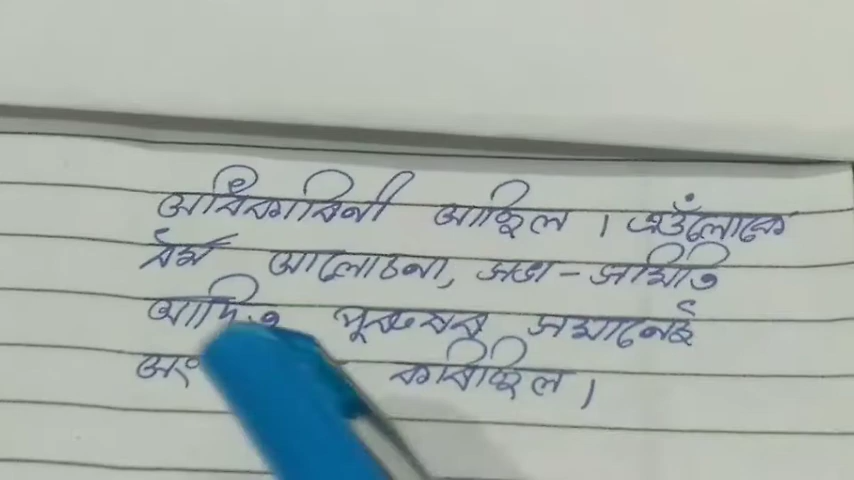 অধিকাৰিনী আছিল । এওঁলোকে
ধৰ্ম আলোচনা, সভা - সমিতি
আদিত পুৰুষৰ সমানেই
অং কৰিছিল ।